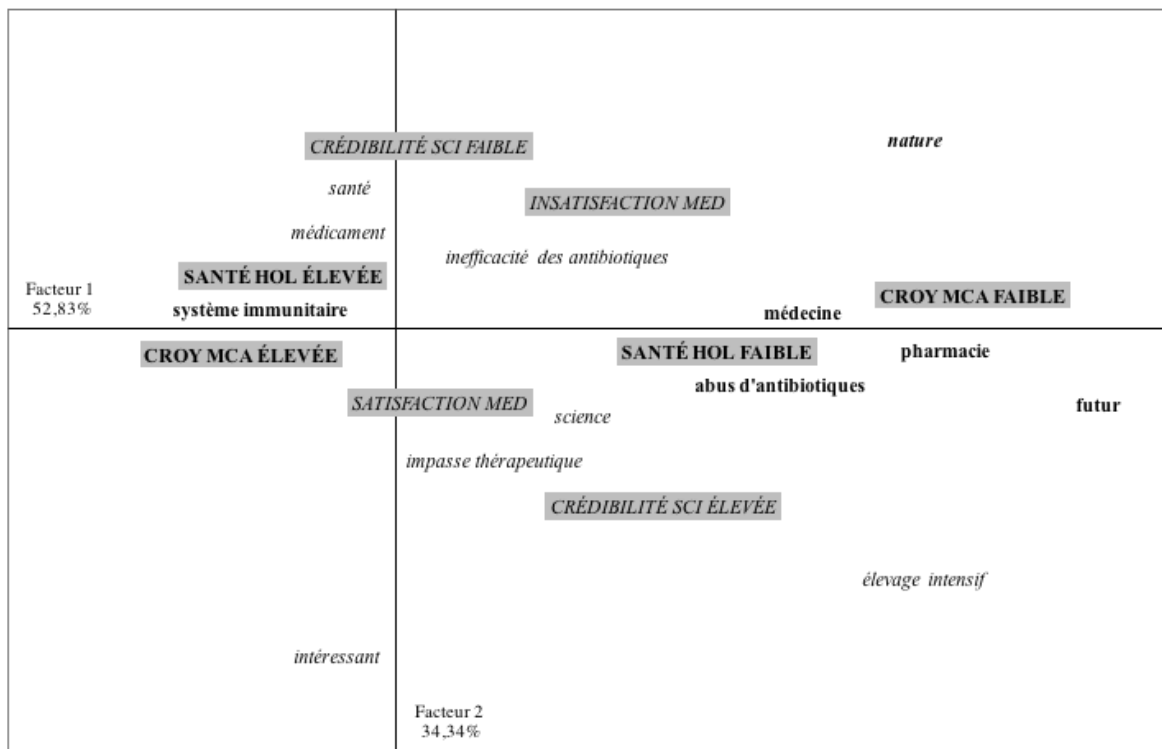 nature
CRÉDIBILITÉ SCI FAIBLE
santé
INSATISFACTION MED
médicament
inefficacité des antibiotiques
SANTÉ HOL ÉLEVÉE
Facteur 1
52,83%
CROY MCA FAIBLE
système immunitaire
médecine
CROY MCA ÉLEVÉE
SANTÉ HOL FAIBLE
pharmacie
abus d'antibiotiques
SATISFACTION MED
futur
science
impasse thérapeutique
CRÉDIBILITÉ SCI ÉLEVÉE
élevage intensif
intéressant
Facteur 2
34,34%